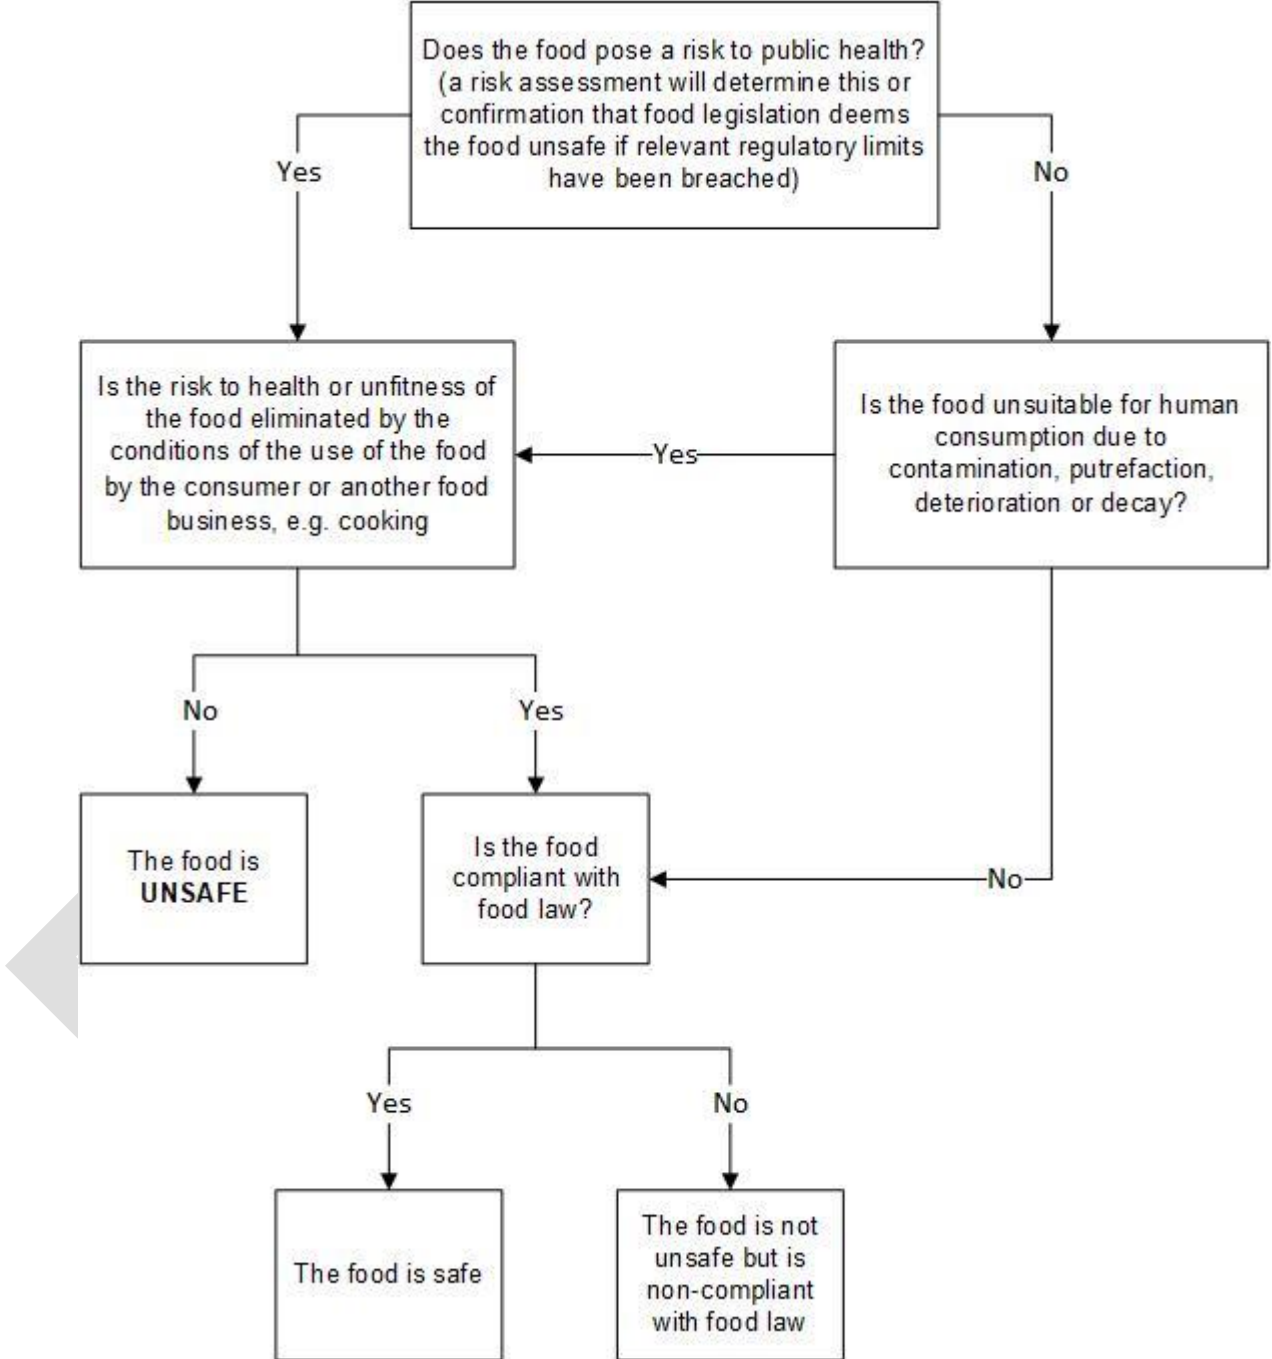 Does the food pose a risk to public health?
(a risk assessment will determine this or
confirmation that food legislation deems
the food unsafe if relevant regulatory limits
have been breached)
Yes
No
Is the risk to health or unfitness of
the food eliminated by the
conditions of the use of the food
by the consumer or another food
business, e.g. cooking
Yes
Is the food unsuitable for human
consumption due to
contamination, putrefaction,
deterioration or decay?
No
Yes
The food is
UNSAFE
Is the food
compliant with
food law?
No
Yes
No
The food is safe
The food is not
unsafe but is
non-compliant
with food law